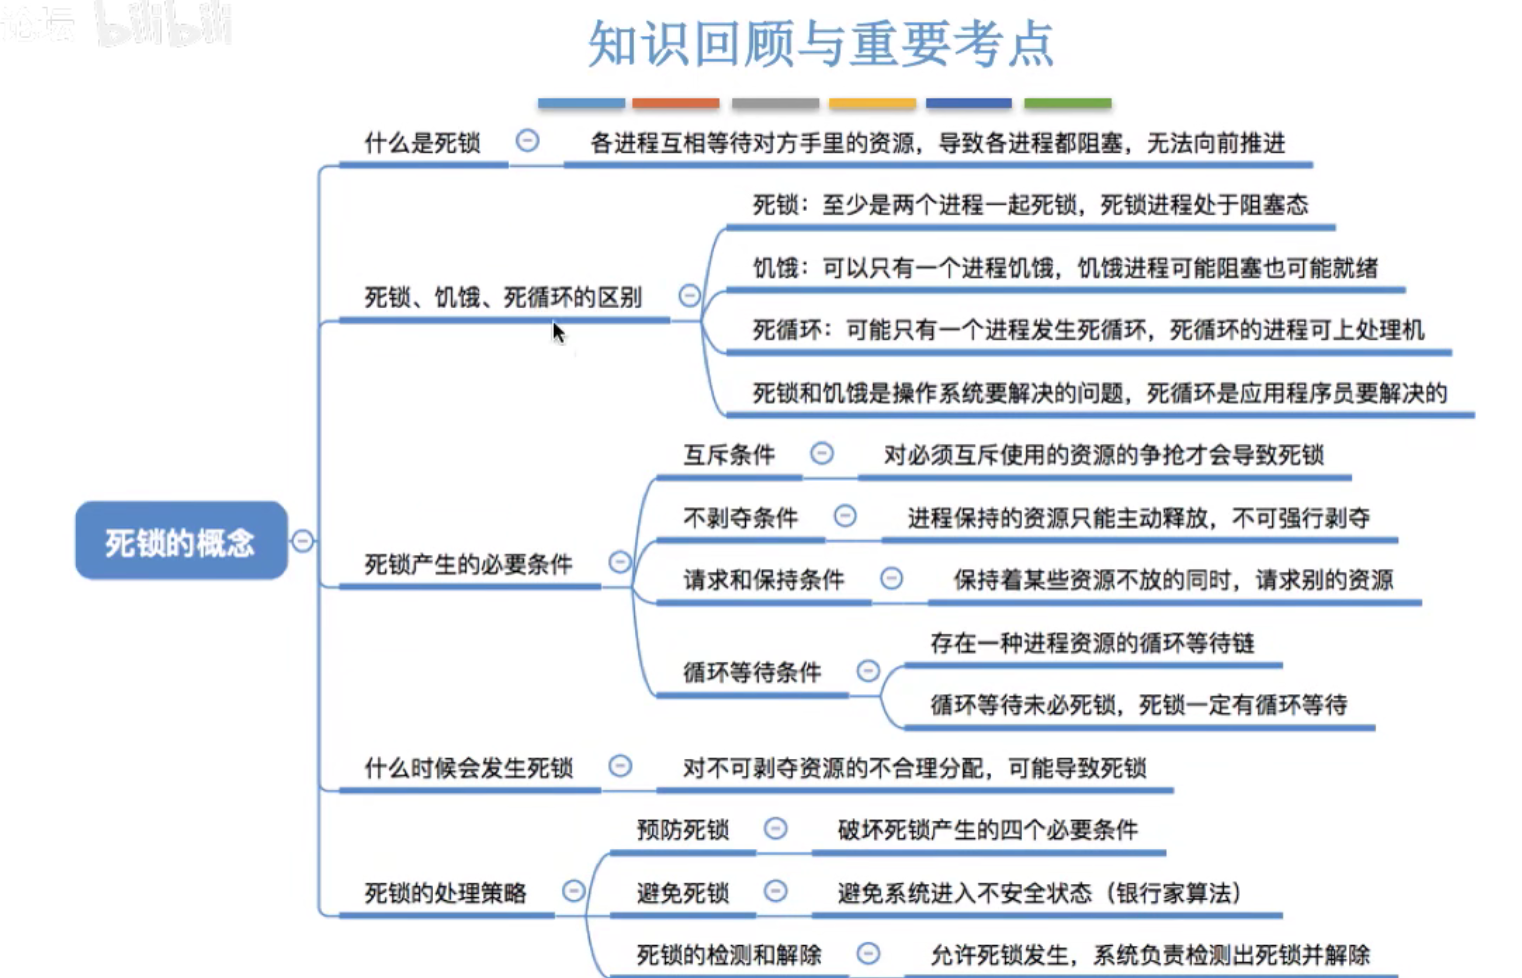 论坛 bilibili
知识回顾与重要考点
什么是死锁
各进程互相等待对方手里的资源，导致各进程都阻塞，无法向前推进
死锁、饥饿、死循环的区别
死锁：至少是两个进程一起死锁，死锁进程处于阻塞态
饥饿：可以只有一个进程饥饿，饥饿进程可能阻塞也可能就绪
死循环：可能只有一个进程发生死循环，死循环的进程可上处理机
死锁和饥饿是操作系统要解决的问题，死循环是应用程序员要解决的
死锁的概念
死锁产生的必要条件
互斥条件
对必须互斥使用的资源的争抢才会导致死锁
不剥夺条件
进程保持的资源只能主动释放，不可强行剥夺
请求和保持条件
保持着某些资源不放的同时，请求别的资源
循环等待条件
存在一种进程资源的循环等待链
循环等待未必死锁，死锁一定有循环等待
什么时候会发生死锁
对不可剥夺资源的不合理分配，可能导致死锁
死锁的处理策略
预防死锁
破坏死锁产生的四个必要条件
避免死锁
避免系统进入不安全状态（银行家算法）
死锁的检测和解除
允许死锁发生，系统负责检测出死锁并解除